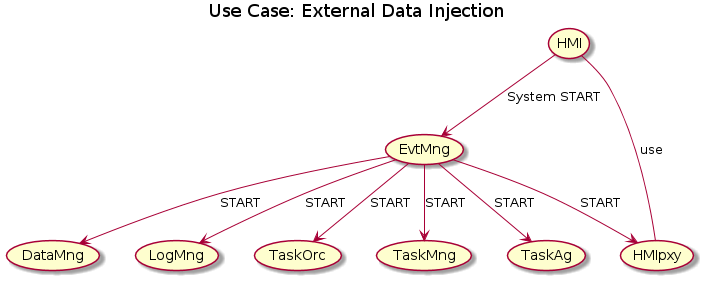 Use Case: External Data Injection
HMI
System START
use
EvtMng
START
START
START
START
START
START
DataMng
LogMng
TaskOrc
TaskMng
TaskAg
HMIpxy